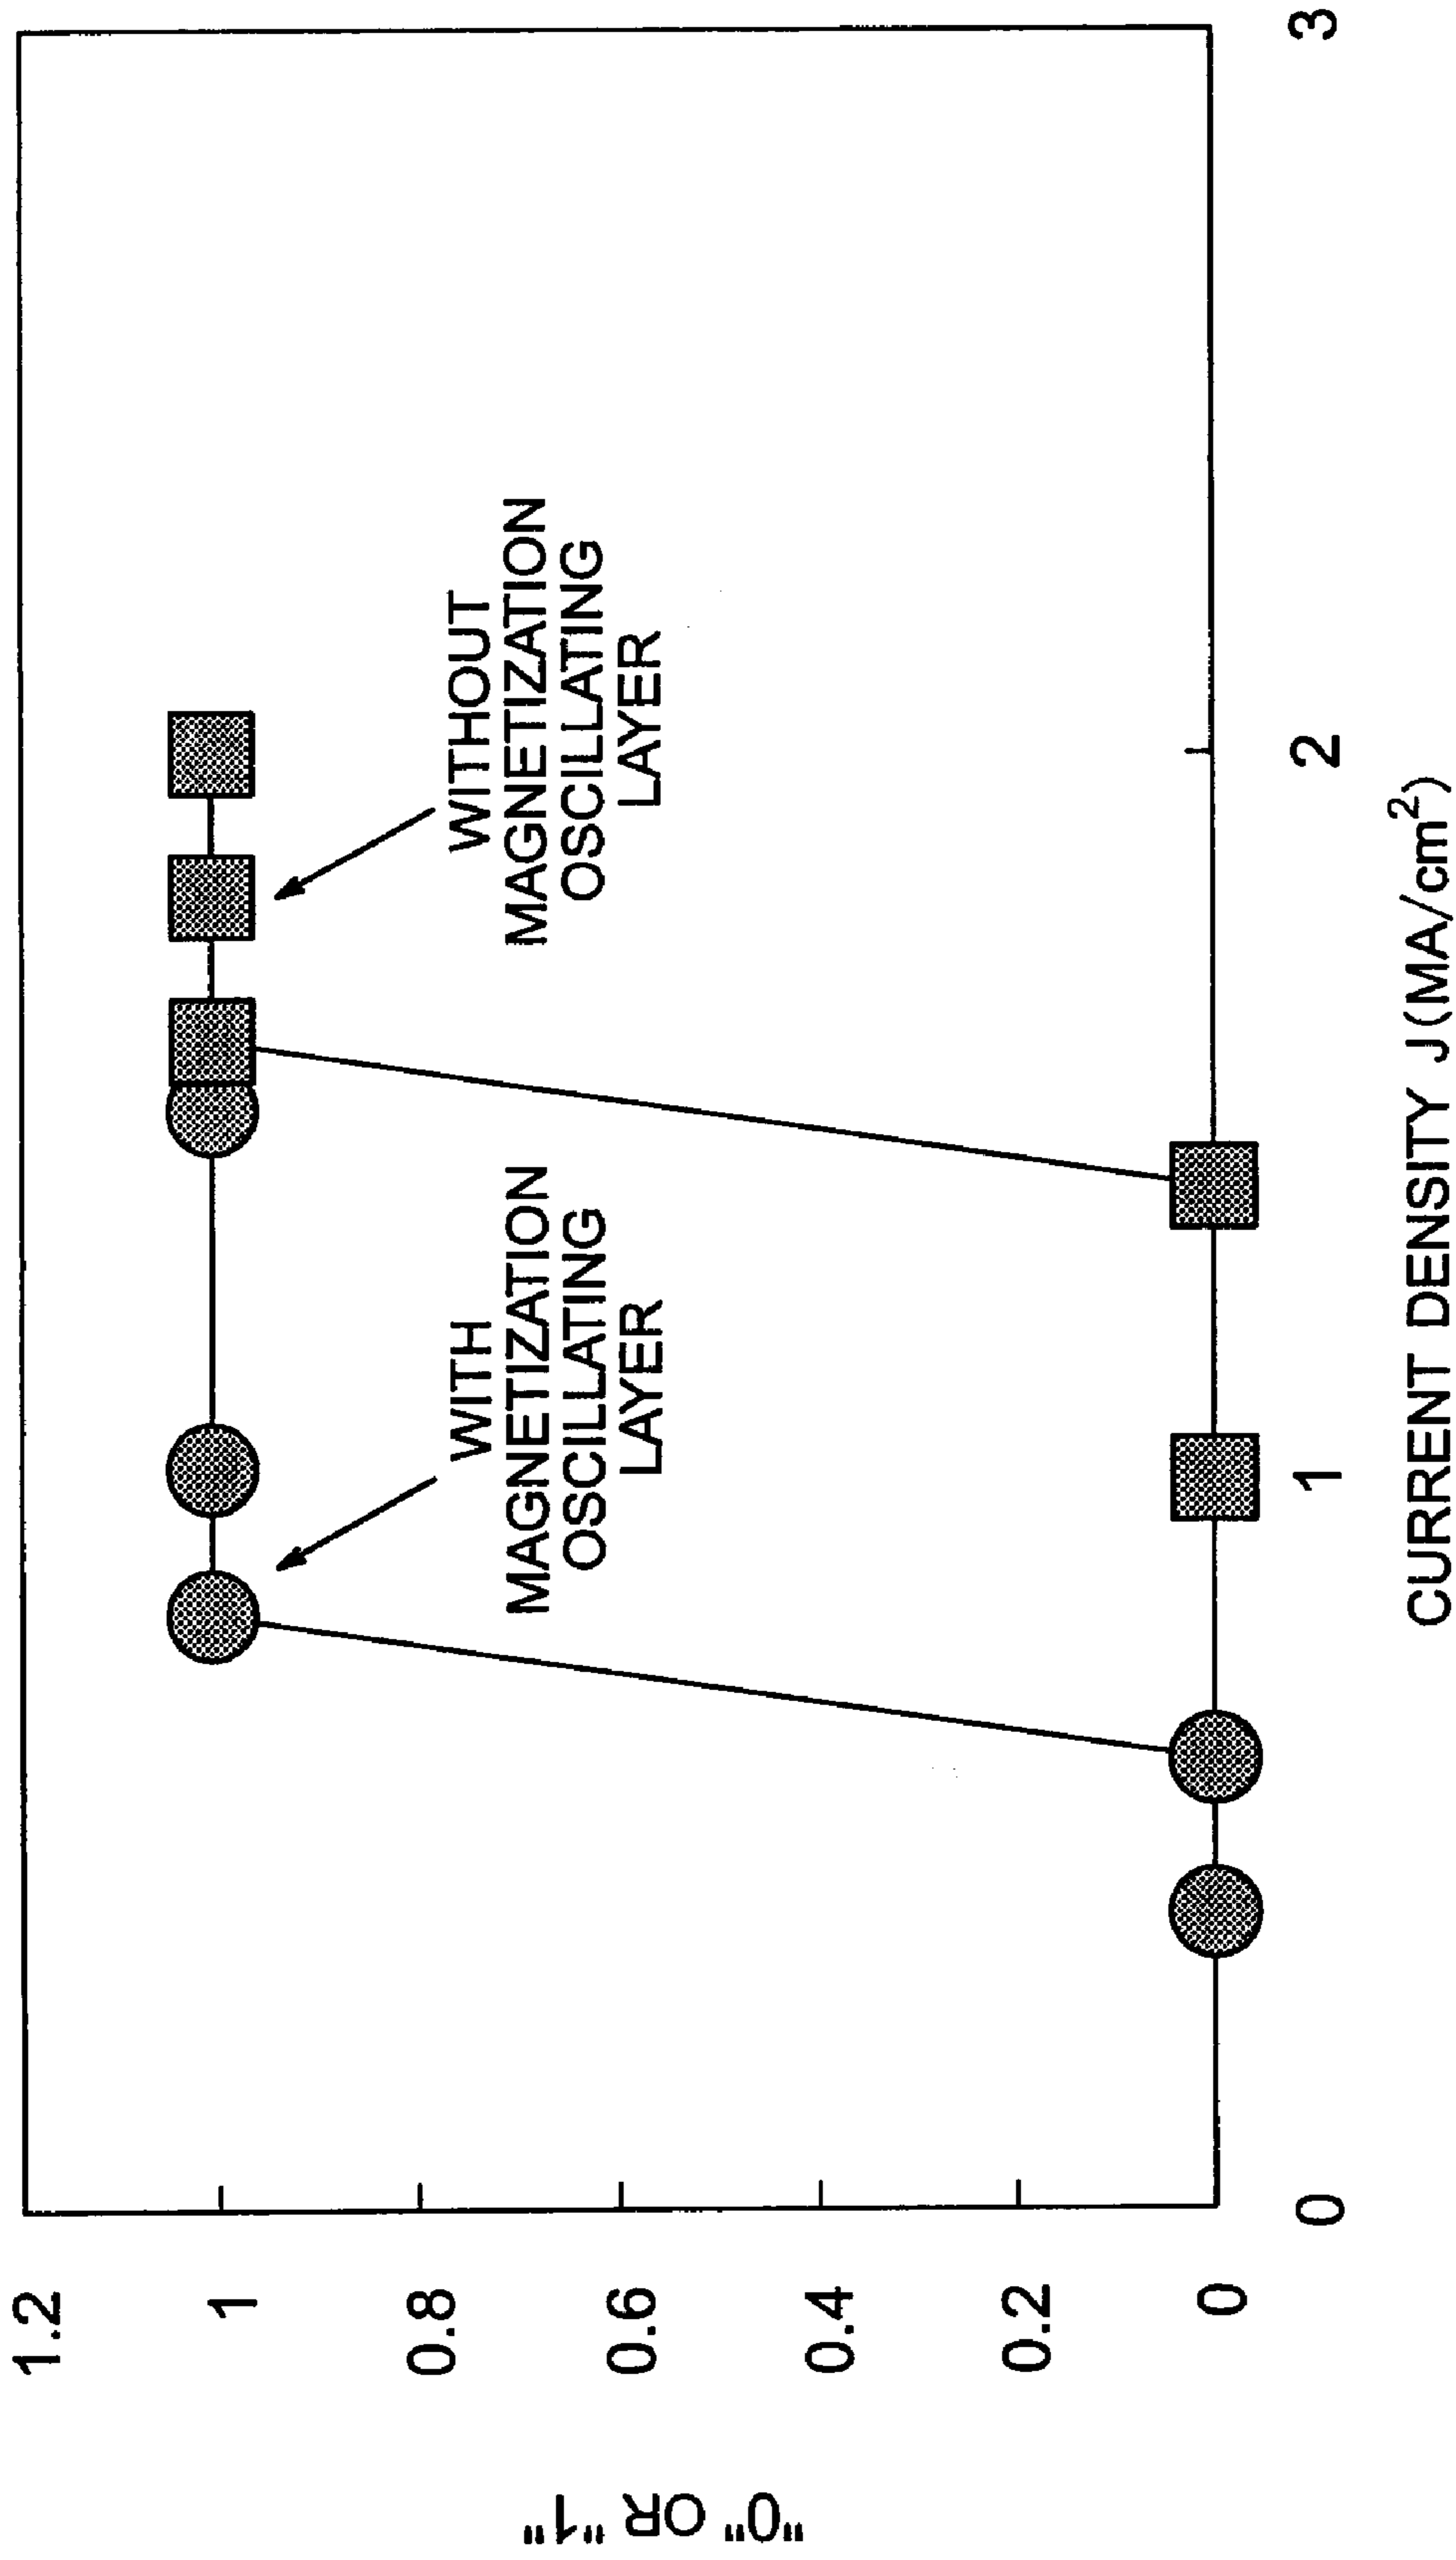 1.2
1
0.8
0.6
0.4
0.2
0
"0" OR "1"
WITH
MAGNETIZATION
OSCILLATING
LAYER
WITHOUT
MAGNETIZATION
OSCILLATING
LAYER
0
1
2
3
CURRENT DENSITY J(MA/cm²)